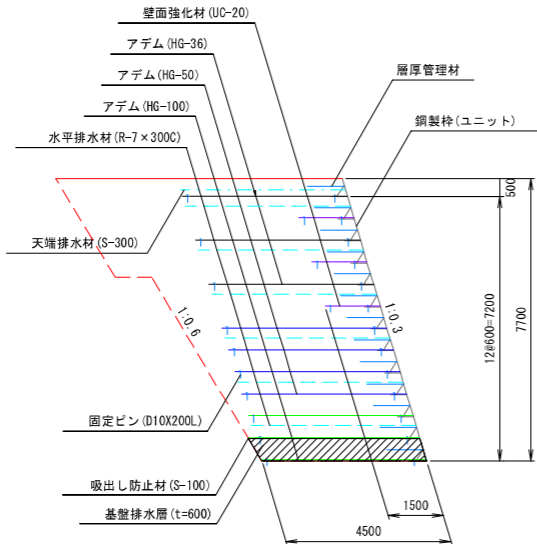 壁面強化材(UC-20)
アデム(HG-36)
アデム(HG-50)
アデム(HG-100)
水平排水材(R-7×300C)
層厚管理材
鋼製枠(ユニット)
天端排水材(S-300)
500
1:0.6
1:0.3
12@600=7200
7700
固定ピン(D10X200L)
吸出し防止材(S-100)
基盤排水層(t=600)
1500
4500